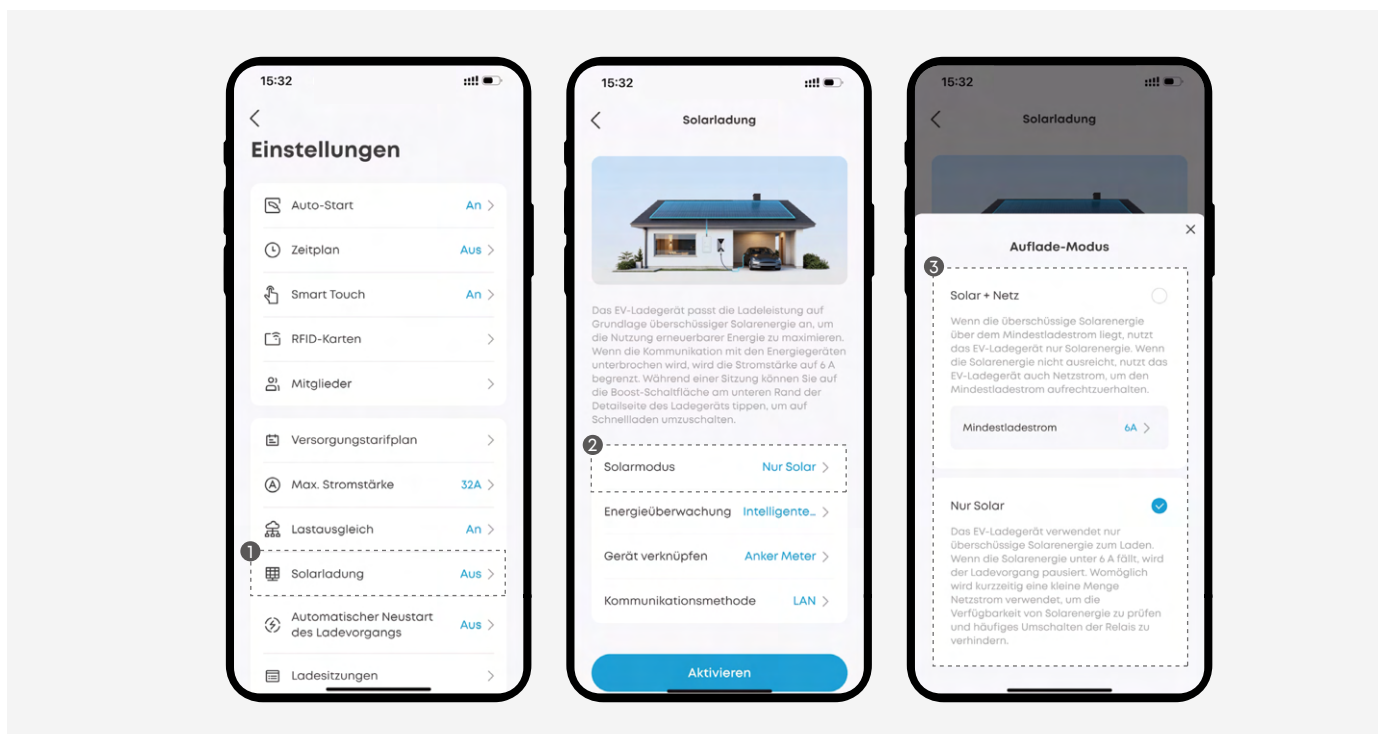 15:32
Einstellungen
Auto-Start An
Zeitplan Aus
Smart Touch An
RFID-Karten
Mitglieder
Versorgungstarifplan
Max. Stromstärke 32A
Lastausgleich An
1
Solarladung Aus
Automatischer Neustart
des Ladevorgangs Aus
Ladesitzungen
15:32
Solarladung
Das EV-Ladegerät passt die Ladeleistung auf
Grundlage überschüssiger Solarenergie an, um
die Nutzung erneuerbarer Energie zu maximieren.
Wenn die Kommunikation mit den Energiegeräten
unterbrochen wird, wird die Stromstärke auf 6 A
begrenzt. Während einer Sitzung können Sie auf
die Boost-Schaltfläche am unteren Rand der
Detailseite des Ladegeräts tippen, um auf
Schnellladen umzuschalten.
2
Solarmodus Nur Solar
Energieüberwachung Intelligente...
Gerät verknüpfen Anker Meter
Kommunikationsmethode LAN
Aktivieren
15:32
Solarladung
Auflade-Modus
3
Solar + Netz
Wenn die überschüssige Solarenergie
über dem Mindestladestrom liegt, nutzt
das EV-Ladegerät nur Solarenergie. Wenn
die Solarenergie nicht ausreicht, nutzt das
EV-Ladegerät auch Netzstrom, um den
Mindestladestrom aufrechtzuerhalten.
Mindestladestrom 6A
Nur Solar
Das EV-Ladegerät verwendet nur
überschüssige Solarenergie zum Laden.
Wenn die Solarenergie unter 6 A fällt, wird
der Ladevorgang pausiert. Womöglich
wird kurzzeitig eine kleine Menge
Netzstrom verwendet, um die
Verfügbarkeit von Solarenergie zu prüfen
und häufiges Umschalten der Relais zu
verhindern.